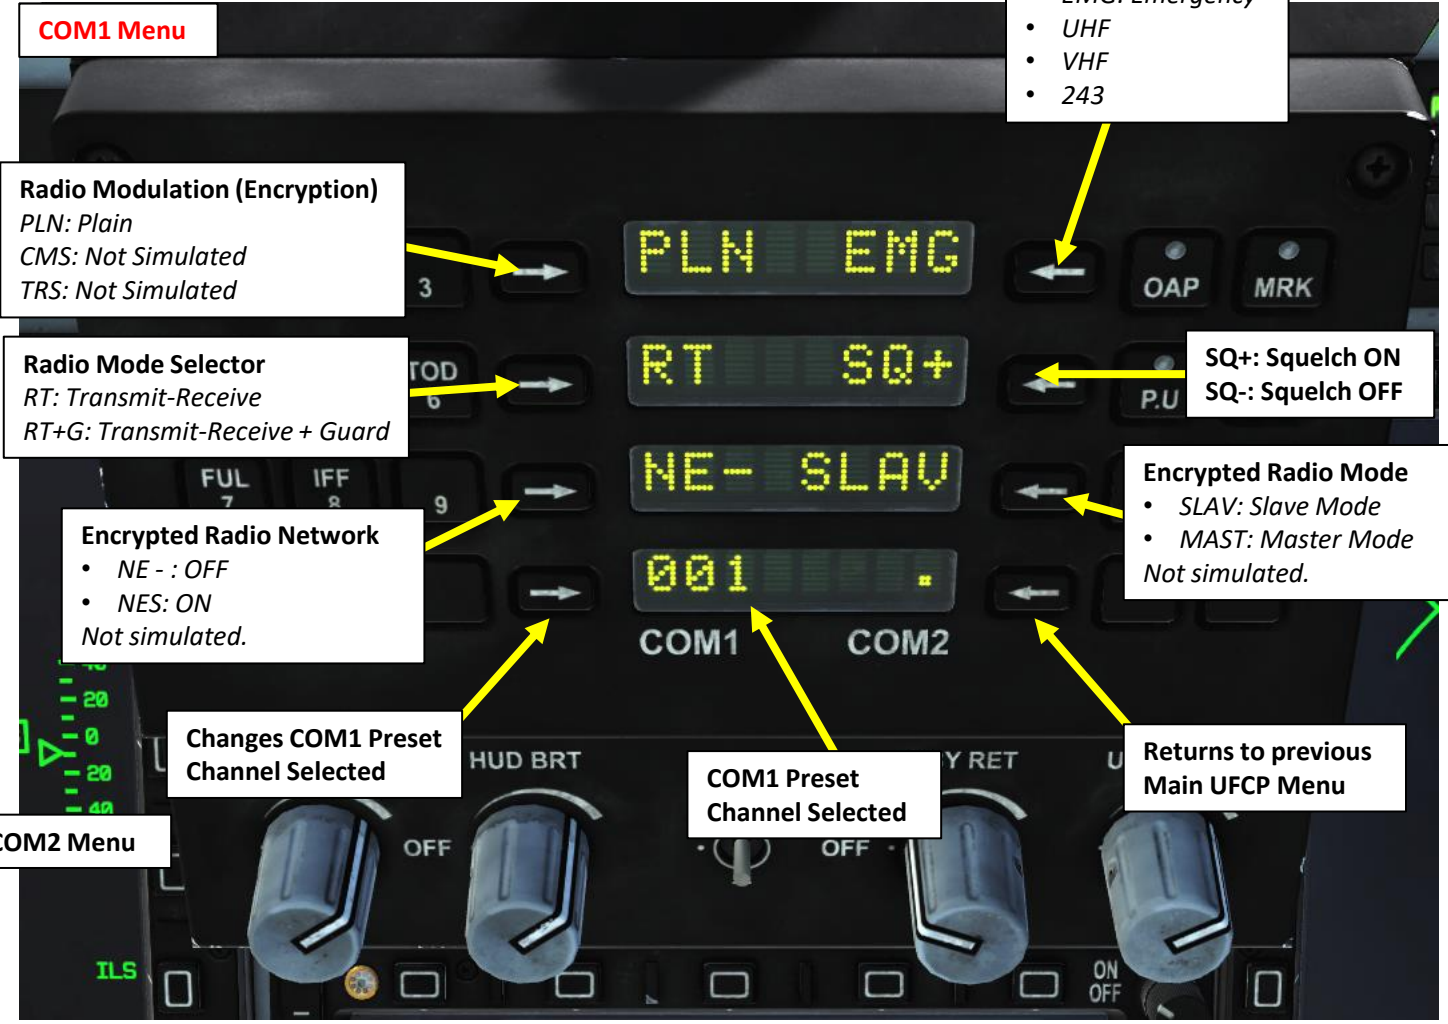 COM1 Menu
EMG: Emergency
• UHF
• VHF
• 243
Radio Modulation (Encryption)
PLN: Plain
CMS: Not Simulated
TRS: Not Simulated
3
PLN EMG
OAP
MRK
Radio Mode Selector
RT: Transmit-Receive
RT+G: Transmit-Receive + Guard
TOD
6
RT SQ+
P.U
SQ+: Squelch ON
SQ-: Squelch OFF
FUL
7
IFF
8
9
NE- SLAV
Encrypted Radio Mode
• SLAV: Slave Mode
• MAST: Master Mode
Not simulated.
Encrypted Radio Network
• NE - : OFF
• NES: ON
Not simulated.
001 .
COM1 COM2
40
20
0
20
40
Changes COM1 Preset
Channel Selected
HUD BRT
COM1 Preset
Channel Selected
Y RET
U
Returns to previous
Main UFCP Menu
COM2 Menu
OFF
OFF
ILS
ON
OFF